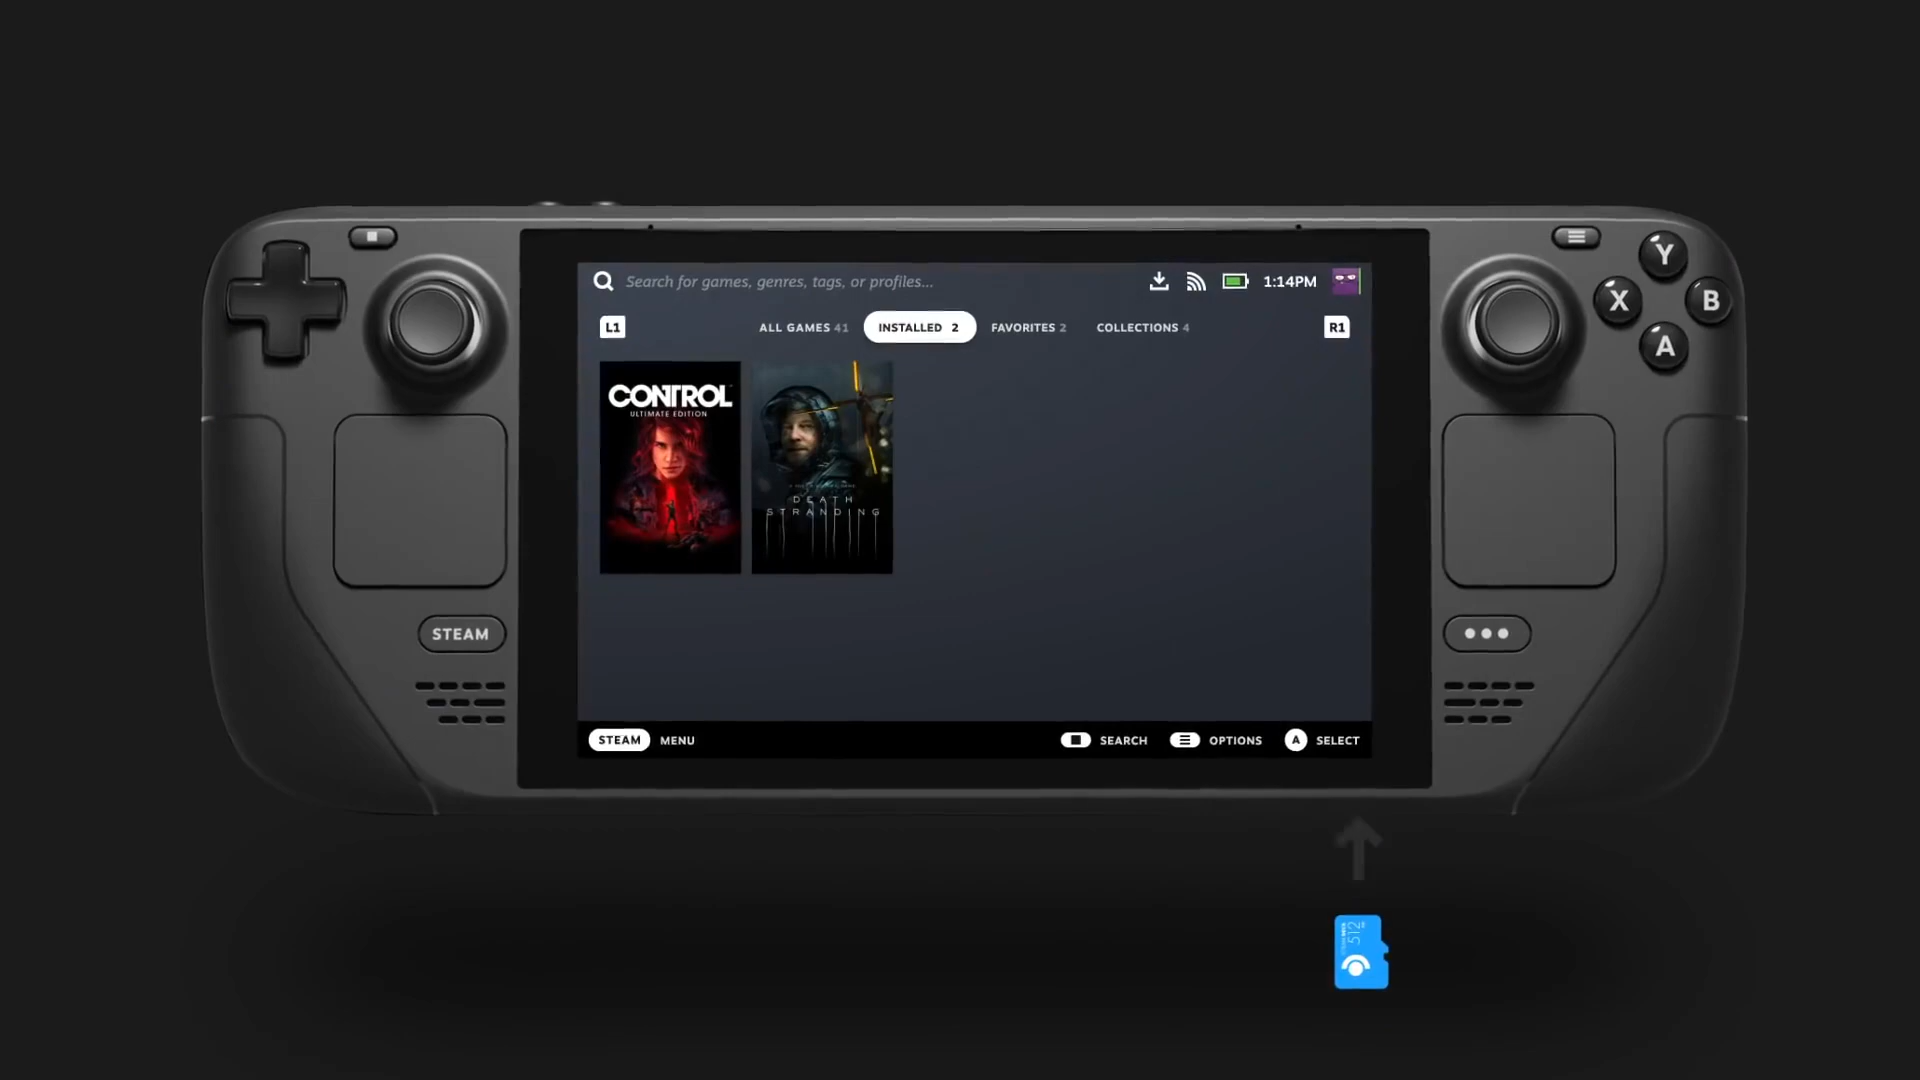 Search for games, genres, tags, or profiles...
1:14PM
L1
ALL GAMES 41
INSTALLED 2
FAVORITES 2
COLLECTIONS 4
R1
CONTROL
ULTIMATE EDITION
DEATH
STRANDING
STEAM MENU
SEARCH
OPTIONS
A SELECT
Y
X
B
A
STEAM
512